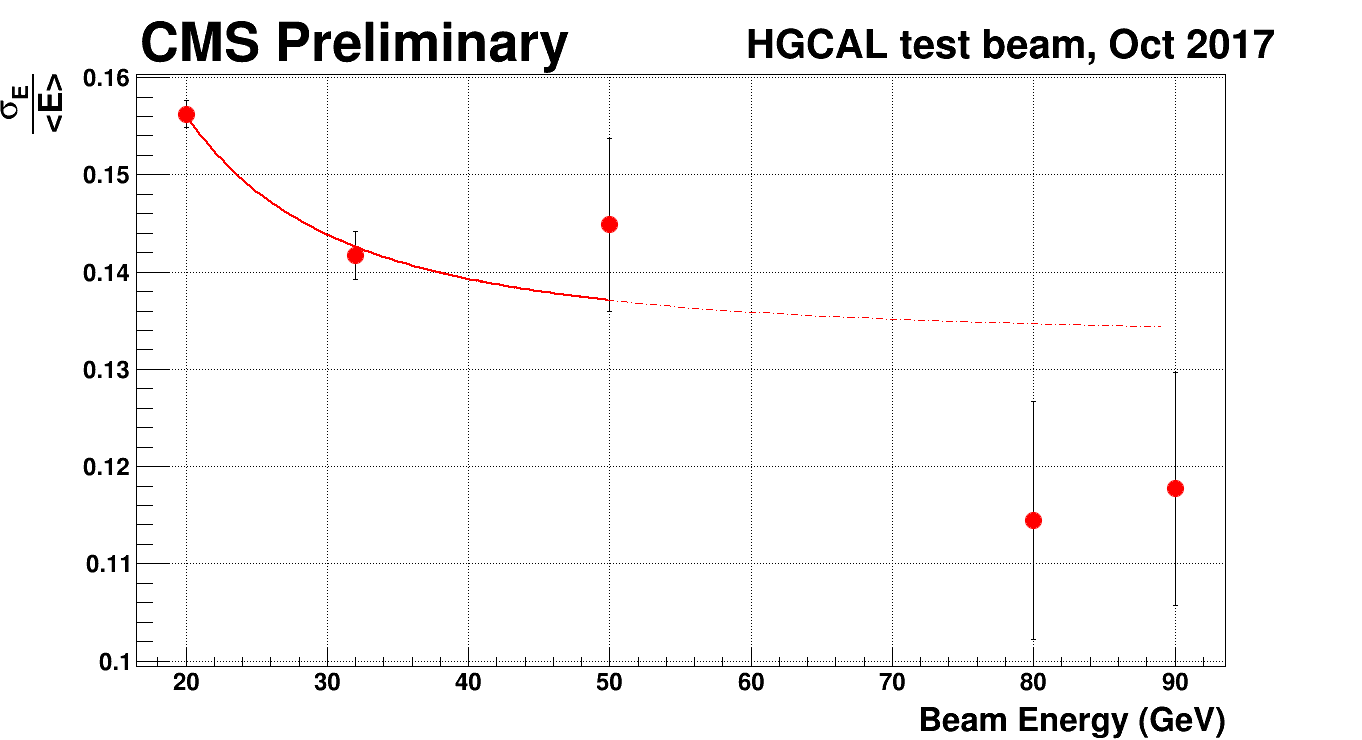 CMS Preliminary
HGCAL test beam, Oct 2017
σE
<E>
0.16
0.15
0.14
0.13
0.12
0.11
0.1
20 30 40 50 60 70 80 90
Beam Energy (GeV)